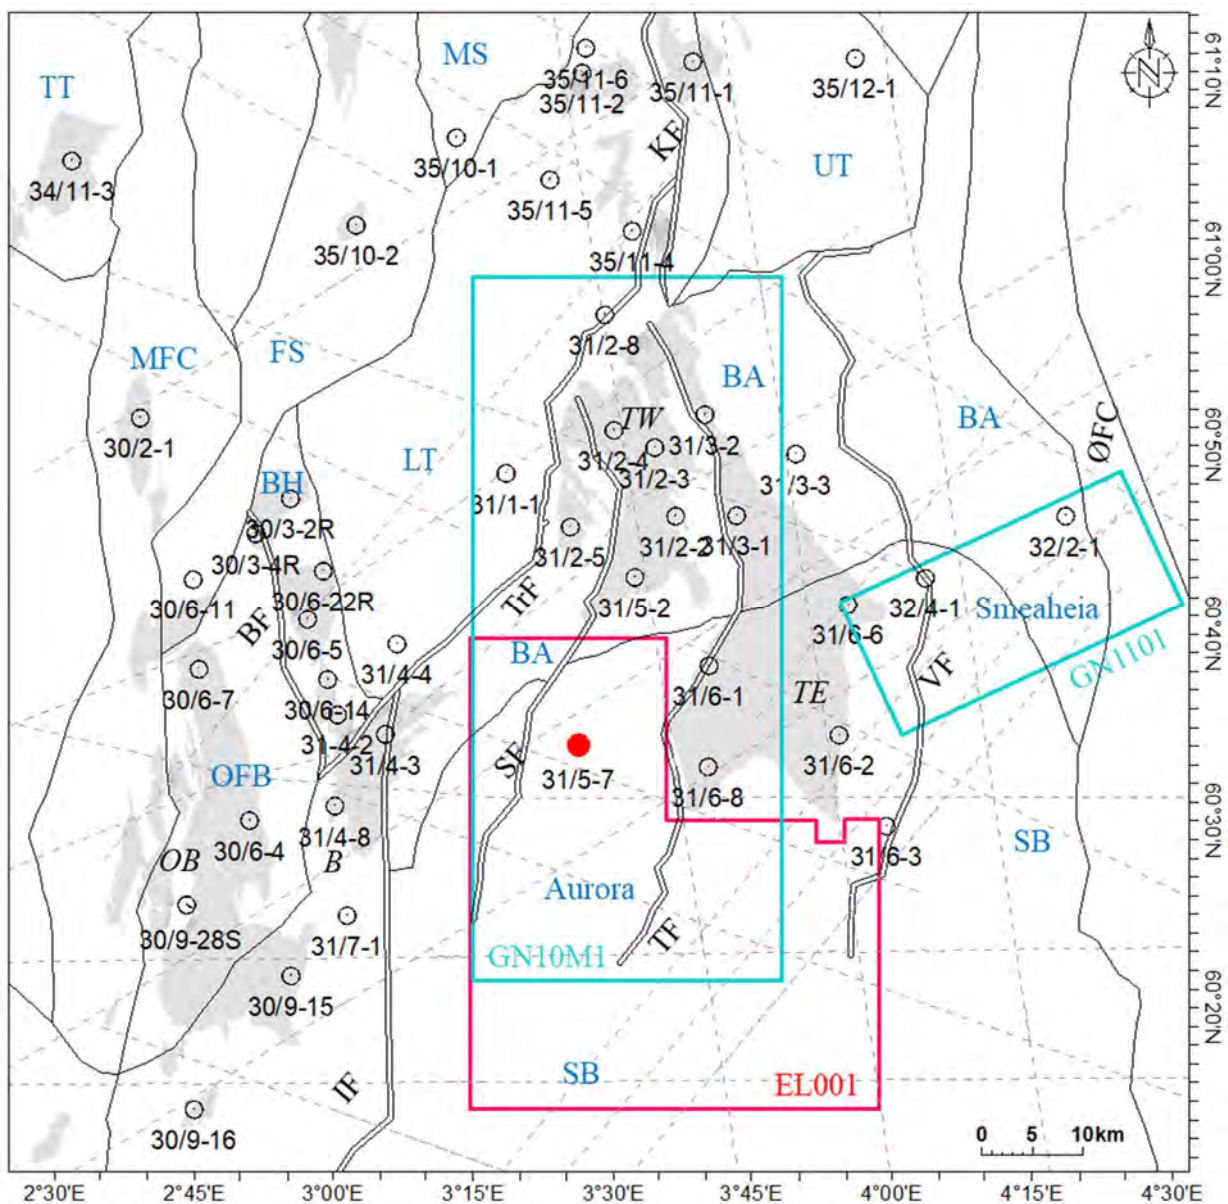 MS
35/11-6
35/11-2
35/11-1
35/12-1
N
TT
34/11-3
35/10-1
KF
UT
35/11-5
35/10-2
35/11-4
61°10'N
61°00'N
MFC
FS
31/2-8
BA
30/2-1
LT
TW
31/2-4
31/3-2
31/2-3
BA
ØFC
60°50'N
BH
30/3-2R
31/1-1
31/3-3
30/3-4R
31/2-5
31/2-2
31/3-1
32/2-1
30/6-11
30/6-22R
TrF
31/5-2
32/4-1
Smeaheia
BF
30/6-5
31/6-6
GN1101
60°40'N
31/4-4
BA
30/6-7
30/6-14
31/6-1
TE
VF
31-4-2
31/4-3
SF
31/5-7
31/6-2
OFB
31/6-8
30/6-4
31/4-8
31/6-3
SB
60°30'N
OB
B
Aurora
30/9-28S
31/7-1
TF
GN10M1
30/9-15
60°20'N
IF
SB
EL001
30/9-16
0 5 10km
2°30'E 2°45'E 3°00'E 3°15'E 3°30'E 3°45'E 4°00'E 4°15'E 4°30'E